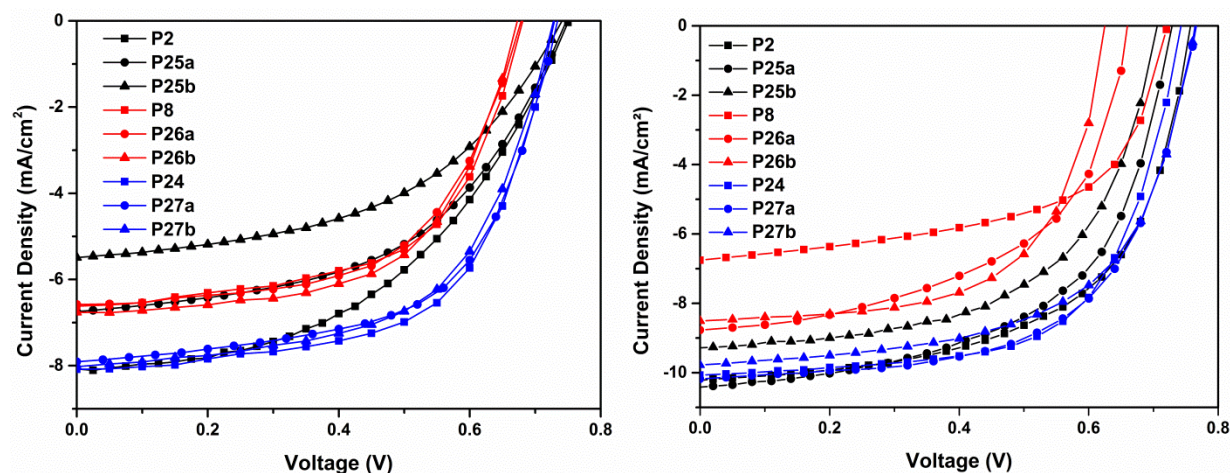 0
-2
-4
-6
-8
Current Density (mA/cm²)
0.0 0.2 0.4 0.6 0.8
Voltage (V)
P2
P25a
P25b
P8
P26a
P26b
P24
P27a
P27b
0
-2
-4
-6
-8
-10
Current Density (mA/cm²)
0.0 0.2 0.4 0.6 0.8
Voltage (V)
P2
P25a
P25b
P8
P26a
P26b
P24
P27a
P27b